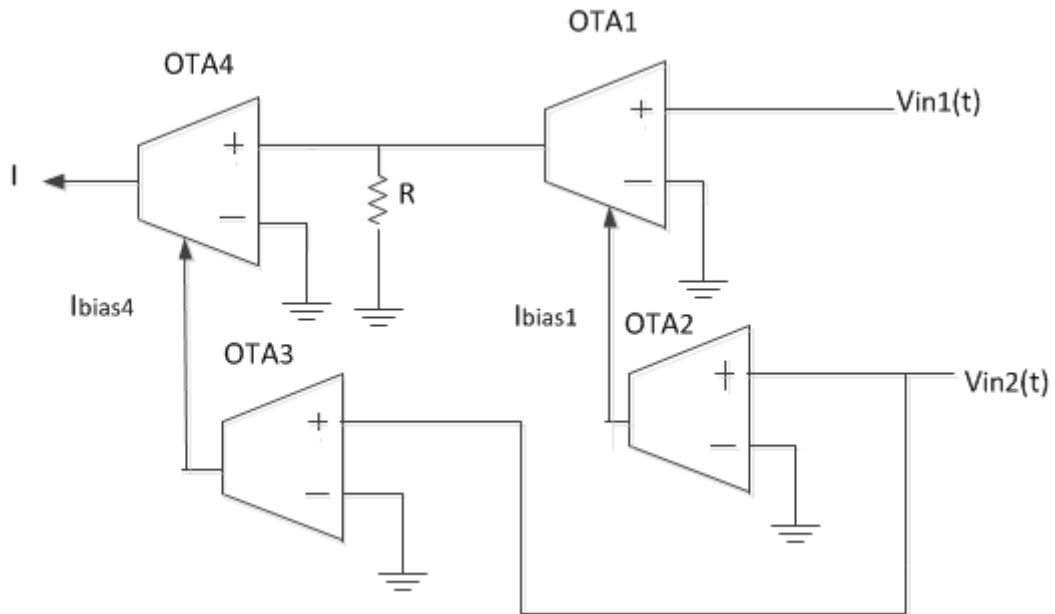 OTA1
OTA4
+
Vin1(t)
+
I
R
—
—
Ibias4
Ibias1
OTA2
OTA3
+
Vin2(t)
+
—
—